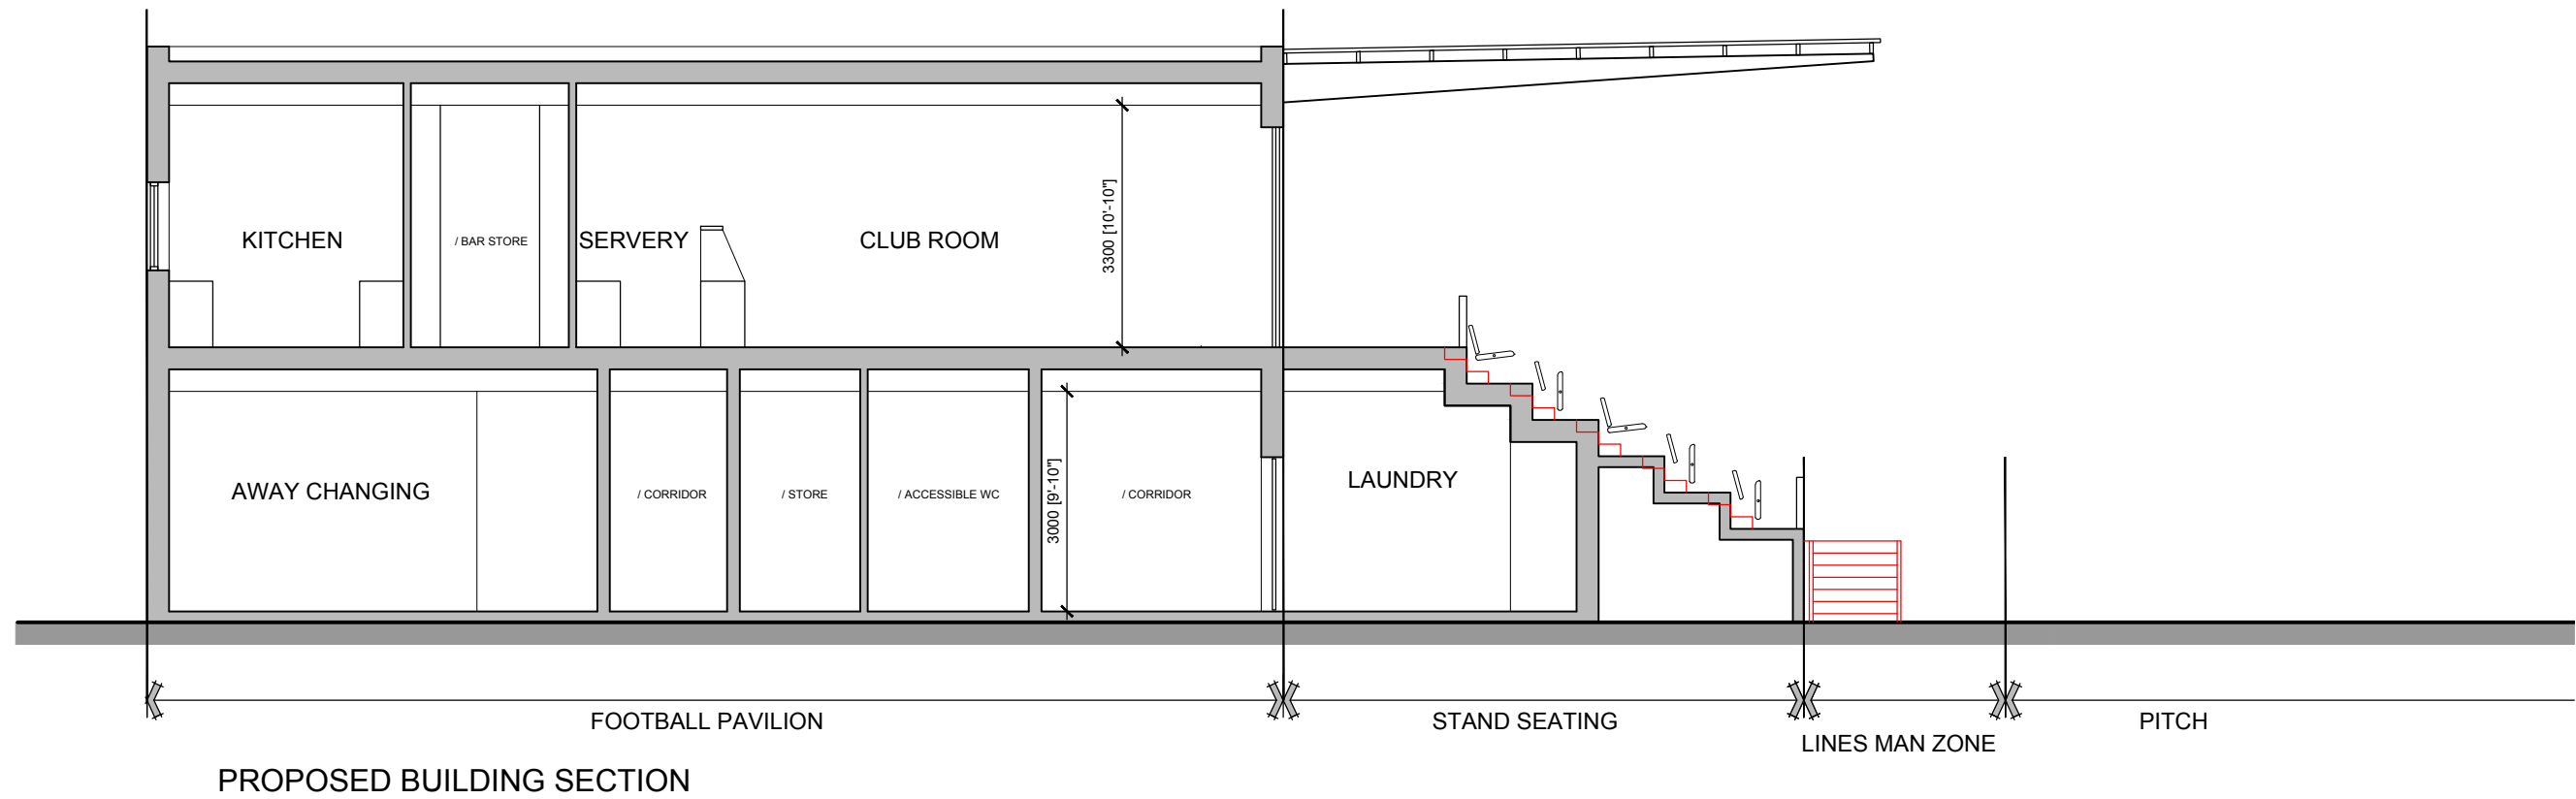 KITCHEN
/ BAR STORE
SERVERY
CLUB ROOM
3300 [10'-10"]
AWAY CHANGING
/ CORRIDOR
/ STORE
/ ACCESSIBLE WC
3000 [9'-10"]
/ CORRIDOR
LAUNDRY
FOOTBALL PAVILION
STAND SEATING
LINES MAN ZONE
PITCH
PROPOSED BUILDING SECTION